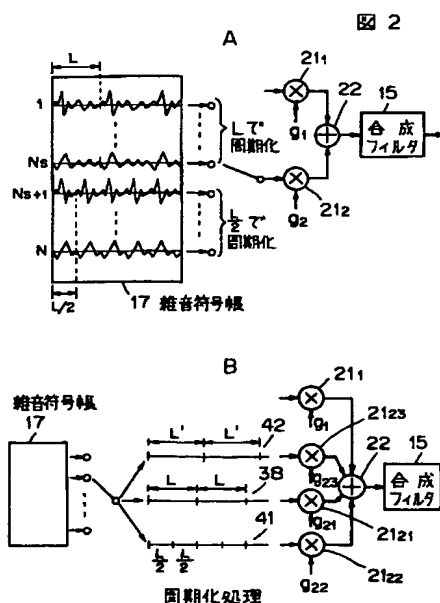 図 2
A
L
1
Ns
Ns+1
N
L/2
17 雑音符号帳
Lで
周期化
L/2で
周期化
21₁
g₁
22
15
合成
フィルタ
21₂
g₂
B
雑音符号帳
17
L' L'
42
L L
38
L/2 L/2
41
周期化処理
21₁
g₁
21₂₃
g₂₃
22
15
合成
フィルタ
21₂₁
g₂₁
21₂₂
g₂₂